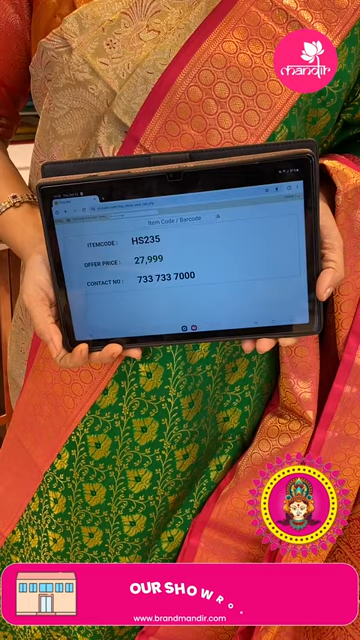 mandir
Item Code / Barcode
ITEMCODE : HS235
OFFER PRICE : 27,999
CONTACT NO : 733 733 7000
OUR SHOWRO.
www.brandmandir.com